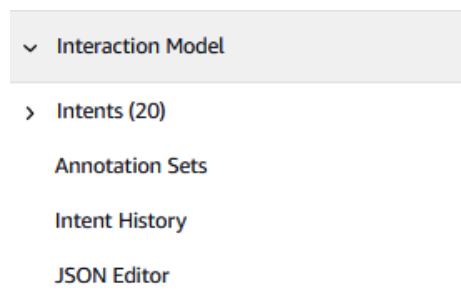 Interaction Model
Intents (20)
Annotation Sets
Intent History
JSON Editor